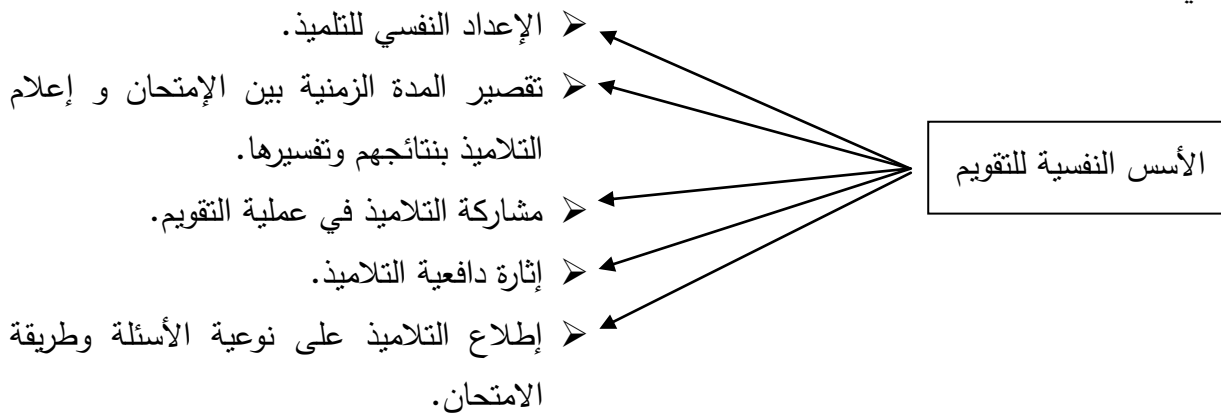 الإعداد النفسي للتلميذ.
تقصير المدة الزمنية بين الإمتحان و إعلام
التلاميذ بنتائجهم وتفسيرها.
مشاركة التلاميذ في عملية التقويم.
إثارة دافعية التلاميذ.
إطلاع التلاميذ على نوعية الأسئلة وطريقة
الامتحان.
الأسس النفسية للتقويم